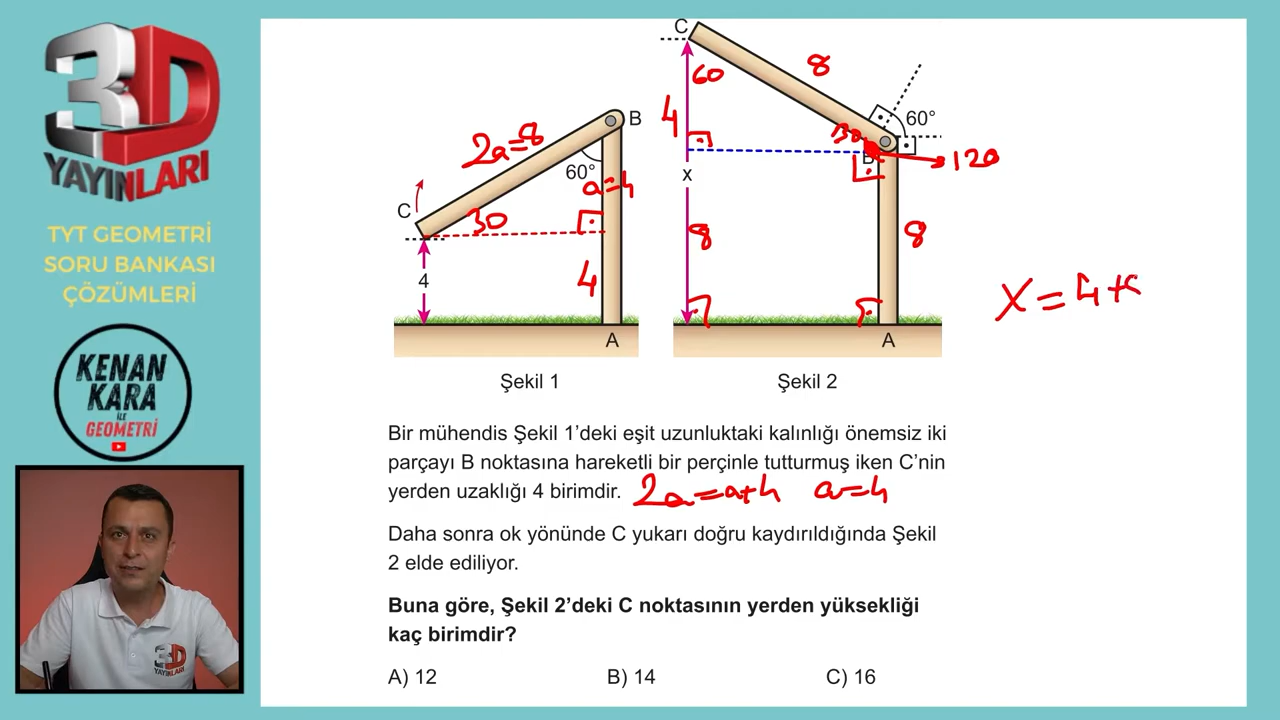 3D
YAYINLARI
TYT GEOMETRİ
SORU BANKASI
ÇÖZÜMLERİ
KENAN
KARA
İLE
GEOMETRİ
3D
YAYINLARI
C
B
60°
2a=8
a=4
30
4
4
A
Şekil 1
C
60
8
4
60°
30
B
120
x
8
8
A
Şekil 2
X=4+
Bir mühendis Şekil 1'deki eşit uzunluktaki kalınlığı önemsiz iki
parçayı B noktasına hareketli bir perçinle tutturmuş iken C'nin
yerden uzaklığı 4 birimdir. 2a=a+4 a=4
Daha sonra ok yönünde C yukarı doğru kaydırıldığında Şekil
2 elde ediliyor.
Buna göre, Şekil 2'deki C noktasının yerden yüksekliği
kaç birimdir?
A) 12 B) 14 C) 16